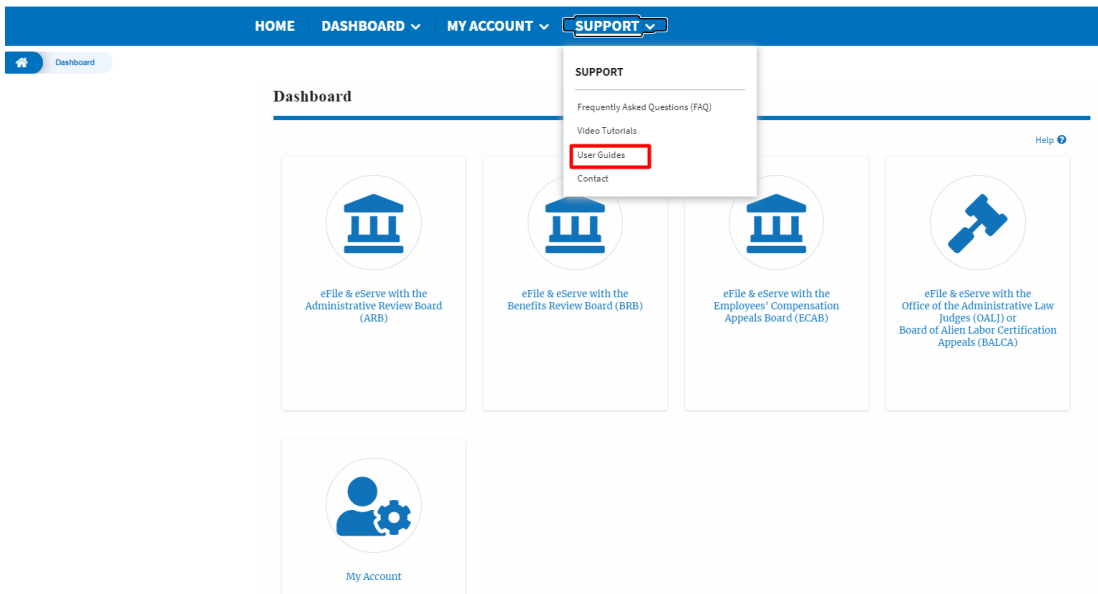 HOME DASHBOARD MY ACCOUNT SUPPORT
Dashboard
SUPPORT
Frequently Asked Questions (FAQ)
Video Tutorials
User Guides
Contact
Dashboard
Help
eFile & eServe with the
Administrative Review Board
(ARB)
eFile & eServe with the
Benefits Review Board (BRB)
eFile & eServe with the
Employees' Compensation
Appeals Board (ECAB)
eFile & eServe with the
Office of the Administrative Law
Judges (OALJ) or
Board of Alien Labor Certification
Appeals (BALCA)
My Account